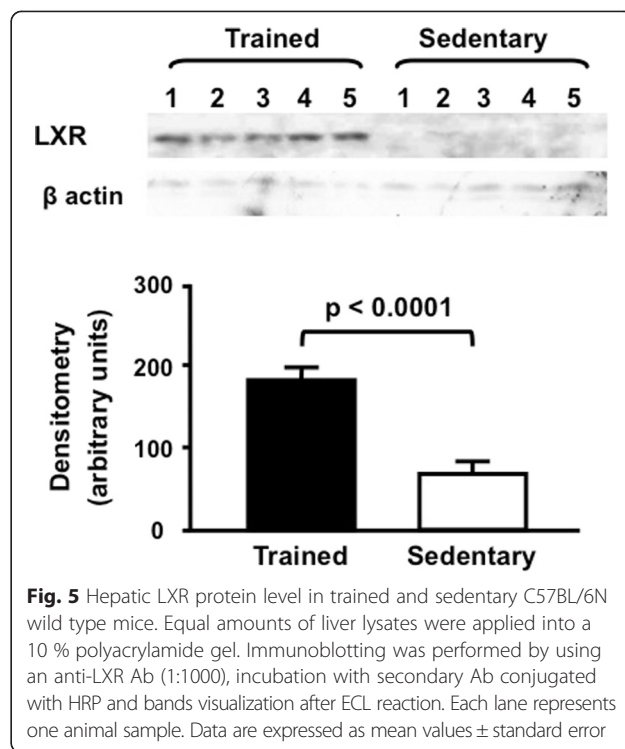 Trained Sedentary
1 2 3 4 5 1 2 3 4 5
LXR
β actin
300
p < 0.0001
200
100
0
Densitometry
(arbitrary units)
Trained Sedentary
Fig. 5 Hepatic LXR protein level in trained and sedentary C57BL/6N
wild type mice. Equal amounts of liver lysates were applied into a
10 % polyacrylamide gel. Immunoblotting was performed by using
an anti-LXR Ab (1:1000), incubation with secondary Ab conjugated
with HRP and bands visualization after ECL reaction. Each lane represents
one animal sample. Data are expressed as mean values ± standard error